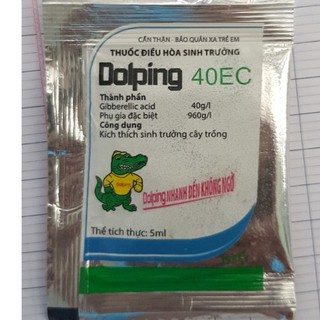 CẨN THẬN - BẢO QUẢN XA TRẺ EM
THUỐC ĐIỀU HÒA SINH TRƯỞNG
Dolping 40EC
Thành phần
Gibberellic acid 40g/l
Phụ gia đặc biệt 960g/l
Công dụng
Kích thích sinh trưởng cây trồng
Dolping NHANH ĐẾN KHÔNG NGỜ
Thể tích thực: 5ml